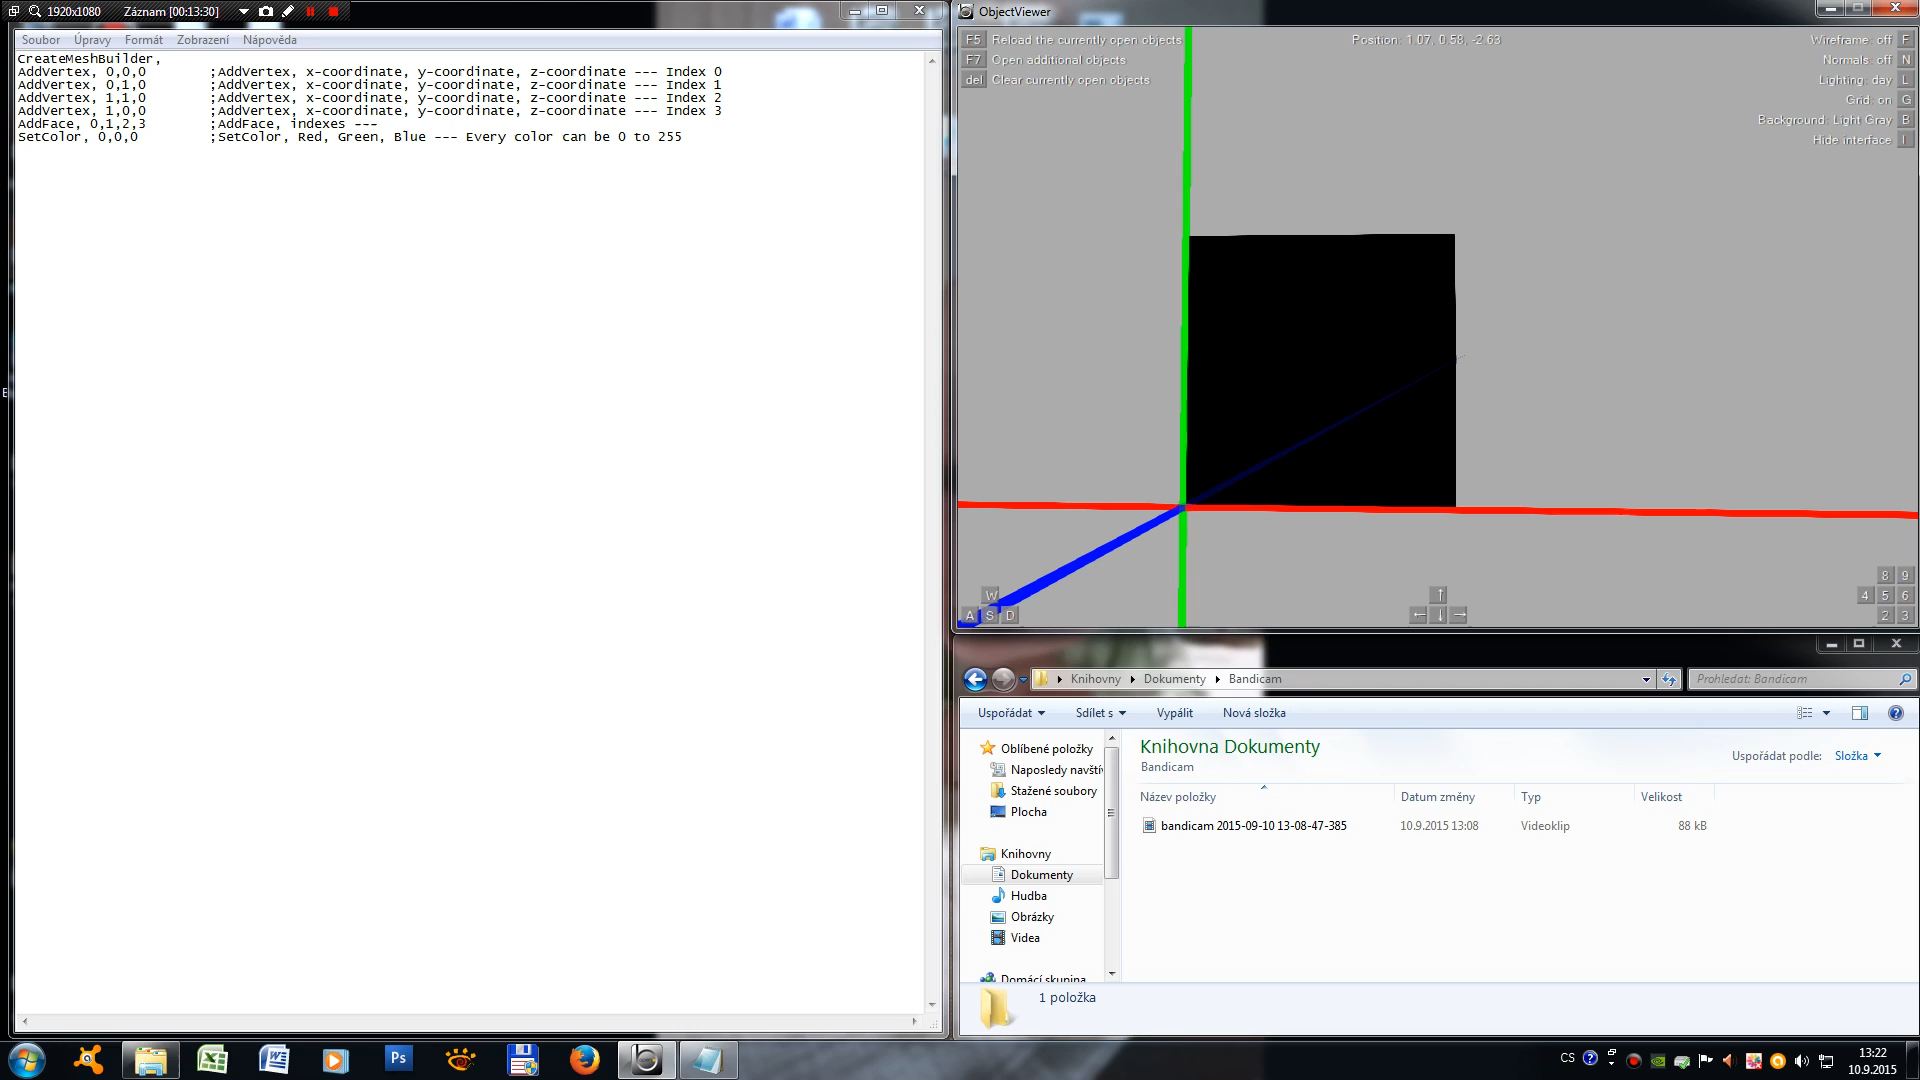 1920x1080 Záznam [00:13:30]
Soubor Úpravy Formát Zobrazení Nápověda
CreateMeshBuilder,
AddVertex, 0,0,0 ;AddVertex, x-coordinate, y-coordinate, z-coordinate --- Index 0
AddVertex, 0,1,0 ;AddVertex, x-coordinate, y-coordinate, z-coordinate --- Index 1
AddVertex, 1,1,0 ;AddVertex, x-coordinate, y-coordinate, z-coordinate --- Index 2
AddVertex, 1,0,0 ;AddVertex, x-coordinate, y-coordinate, z-coordinate --- Index 3
AddFace, 0,1,2,3 ;AddFace, indexes ---
SetColor, 0,0,0 ;SetColor, Red, Green, Blue --- Every color can be 0 to 255
ObjectViewer
F5 Reload the currently open objects
F7 Open additional objects
del Clear currently open objects
Position: 1.07, 0.58, -2.63
Wireframe: off F
Normals: off N
Lighting: day L
Grid: on G
Background: Light Gray B
Hide interface I
W
A S D
↑
← ↓ →
8 9
4 5 6
2 3
Knihovny Dokumenty Bandicam
Prohledat: Bandicam
Uspořádat Sdílet s Vypálit Nová složka
Oblíbené položky
Naposledy navští
Stažené soubory
Plocha
Knihovny
Dokumenty
Hudba
Obrázky
Videa
Domácí skupina
Knihovna Dokumenty
Bandicam
Uspořádat podle: Složka
Název položky Datum změny Typ Velikost
bandicam 2015-09-10 13-08-47-385 10.9.2015 13:08 Videoklip 88 kB
1 položka
Ps
CS
13:22
10.9.2015